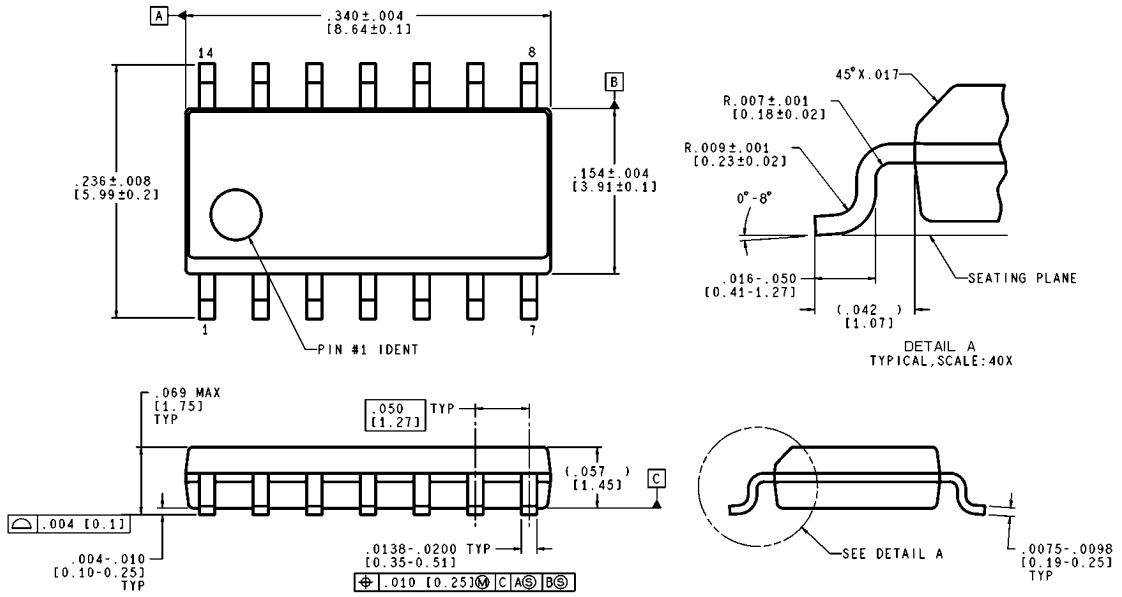 A
.340±.004
[8.64±0.1]
14
8
B
.236±.008
[5.99±0.2]
.154±.004
[3.91±0.1]
1
7
PIN #1 IDENT
45°X.017
R.007±.001
[0.18±0.02]
R.009±.001
[0.23±0.02]
0°-8°
.016-.050
[0.41-1.27]
SEATING PLANE
(.042)
[1.07]
DETAIL A
TYPICAL,SCALE:40X
.069 MAX
[1.75]
TYP
.050
[1.27]
TYP
(.057)
[1.45]
C
.004 [0.1]
.004-.010
[0.10-0.25]
TYP
.0138-.0200 TYP
[0.35-0.51]
.010 [0.25]Ⓜ C AⓈ BⓈ
SEE DETAIL A
.0075-.0098
[0.19-0.25]
TYP